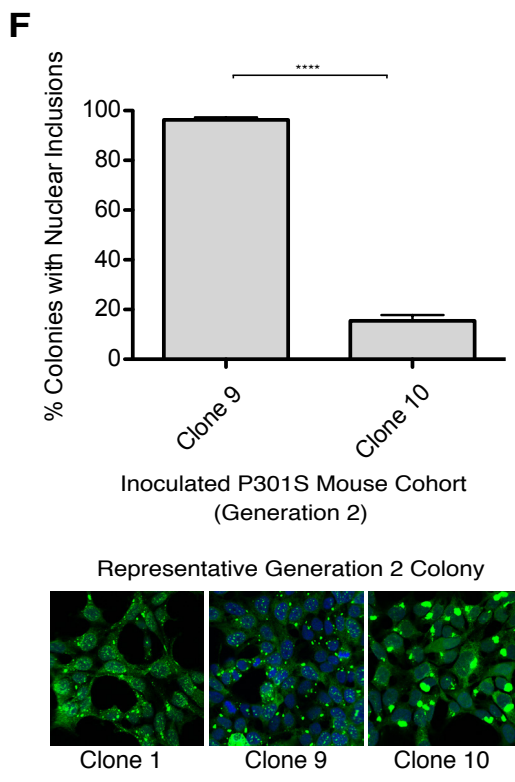 F
****
% Colonies with Nuclear Inclusions
100
80
60
40
20
0
Clone 9
Clone 10
Inoculated P301S Mouse Cohort
(Generation 2)
Representative Generation 2 Colony
Clone 1
Clone 9
Clone 10